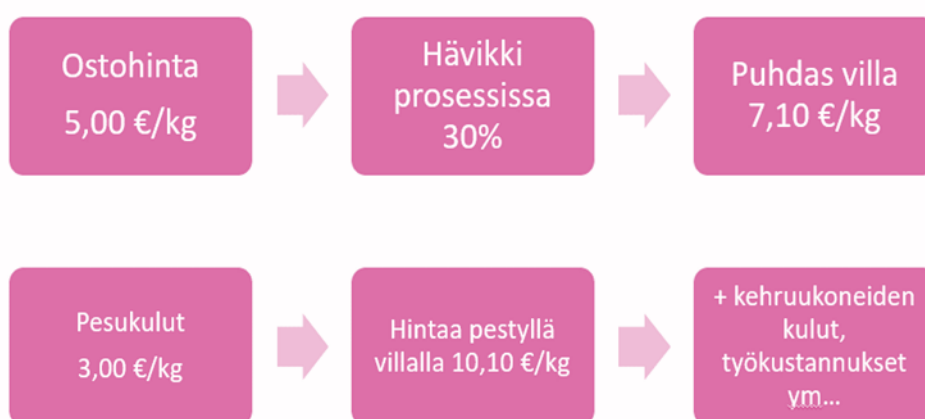 Ostohinta
5,00 €/kg
Hävikki
prosessissa
30%
Puhdas villa
7,10 €/kg
Pesukulut
3,00 €/kg
Hintaa pestyllä
villalla 10,10 €/kg
+ kehruukoneiden
kulut,
työkustannukset
ym...